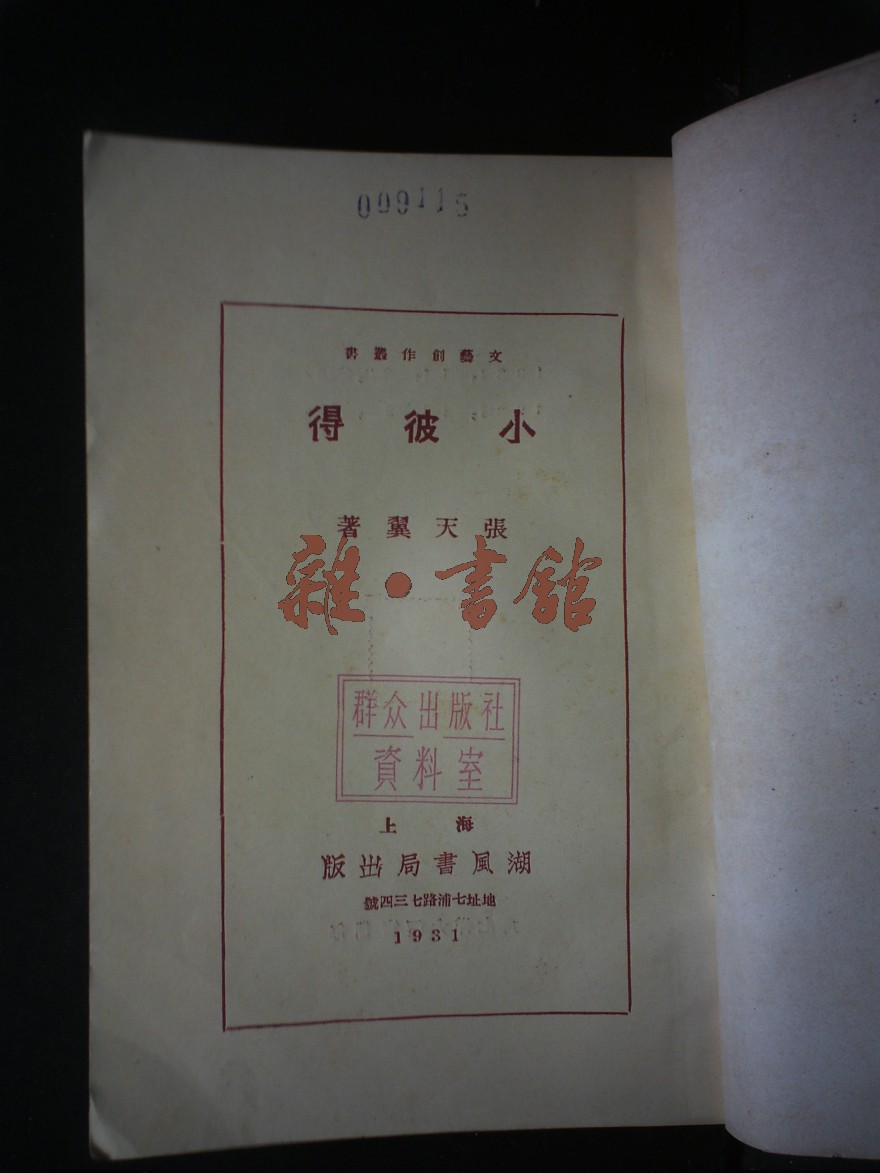 009115
文藝創作叢書
小彼得
張天翼著
雜·書館
群众出版社
資料室
上海
湖風書局出版
地址七浦路七三四號
1931